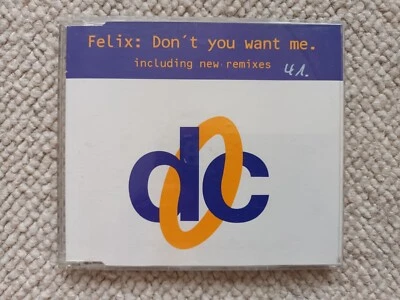 Felix: Don´t you want me.
including new remixes
41.
dc